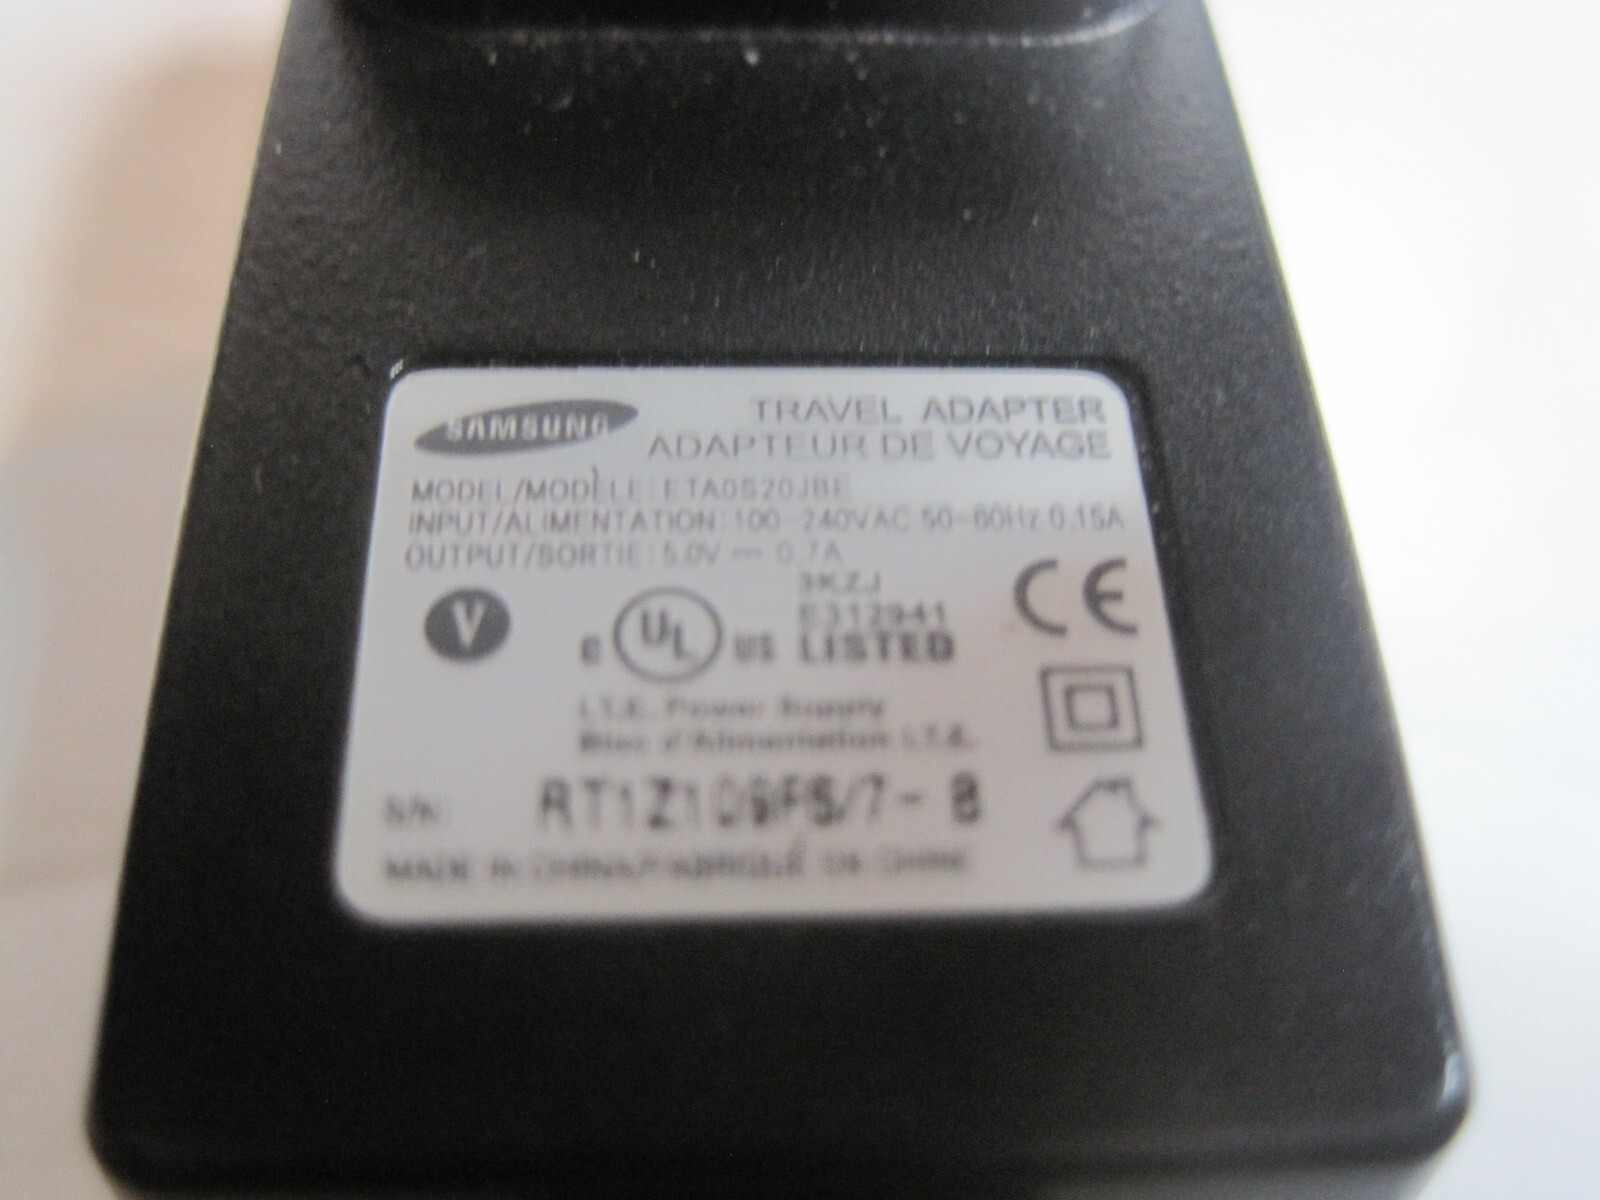 SAMSUNG
TRAVEL ADAPTER
ADAPTEUR DE VOYAGE
MODEL/MODÈLE: ETA0S20JBE
INPUT/ALIMENTATION: 100-240VAC 50-60Hz 0.15A
OUTPUT/SORTIE: 5.0V ⎓ 0.7A
V
c UL US
3KZJ
E312941
LISTED
CE
I.T.E. Power Supply
Bloc d'Alimentation I.T.E.
S/N: RT1Z109FS/7-B
MADE IN CHINA/FABRIQUÉ EN CHINE